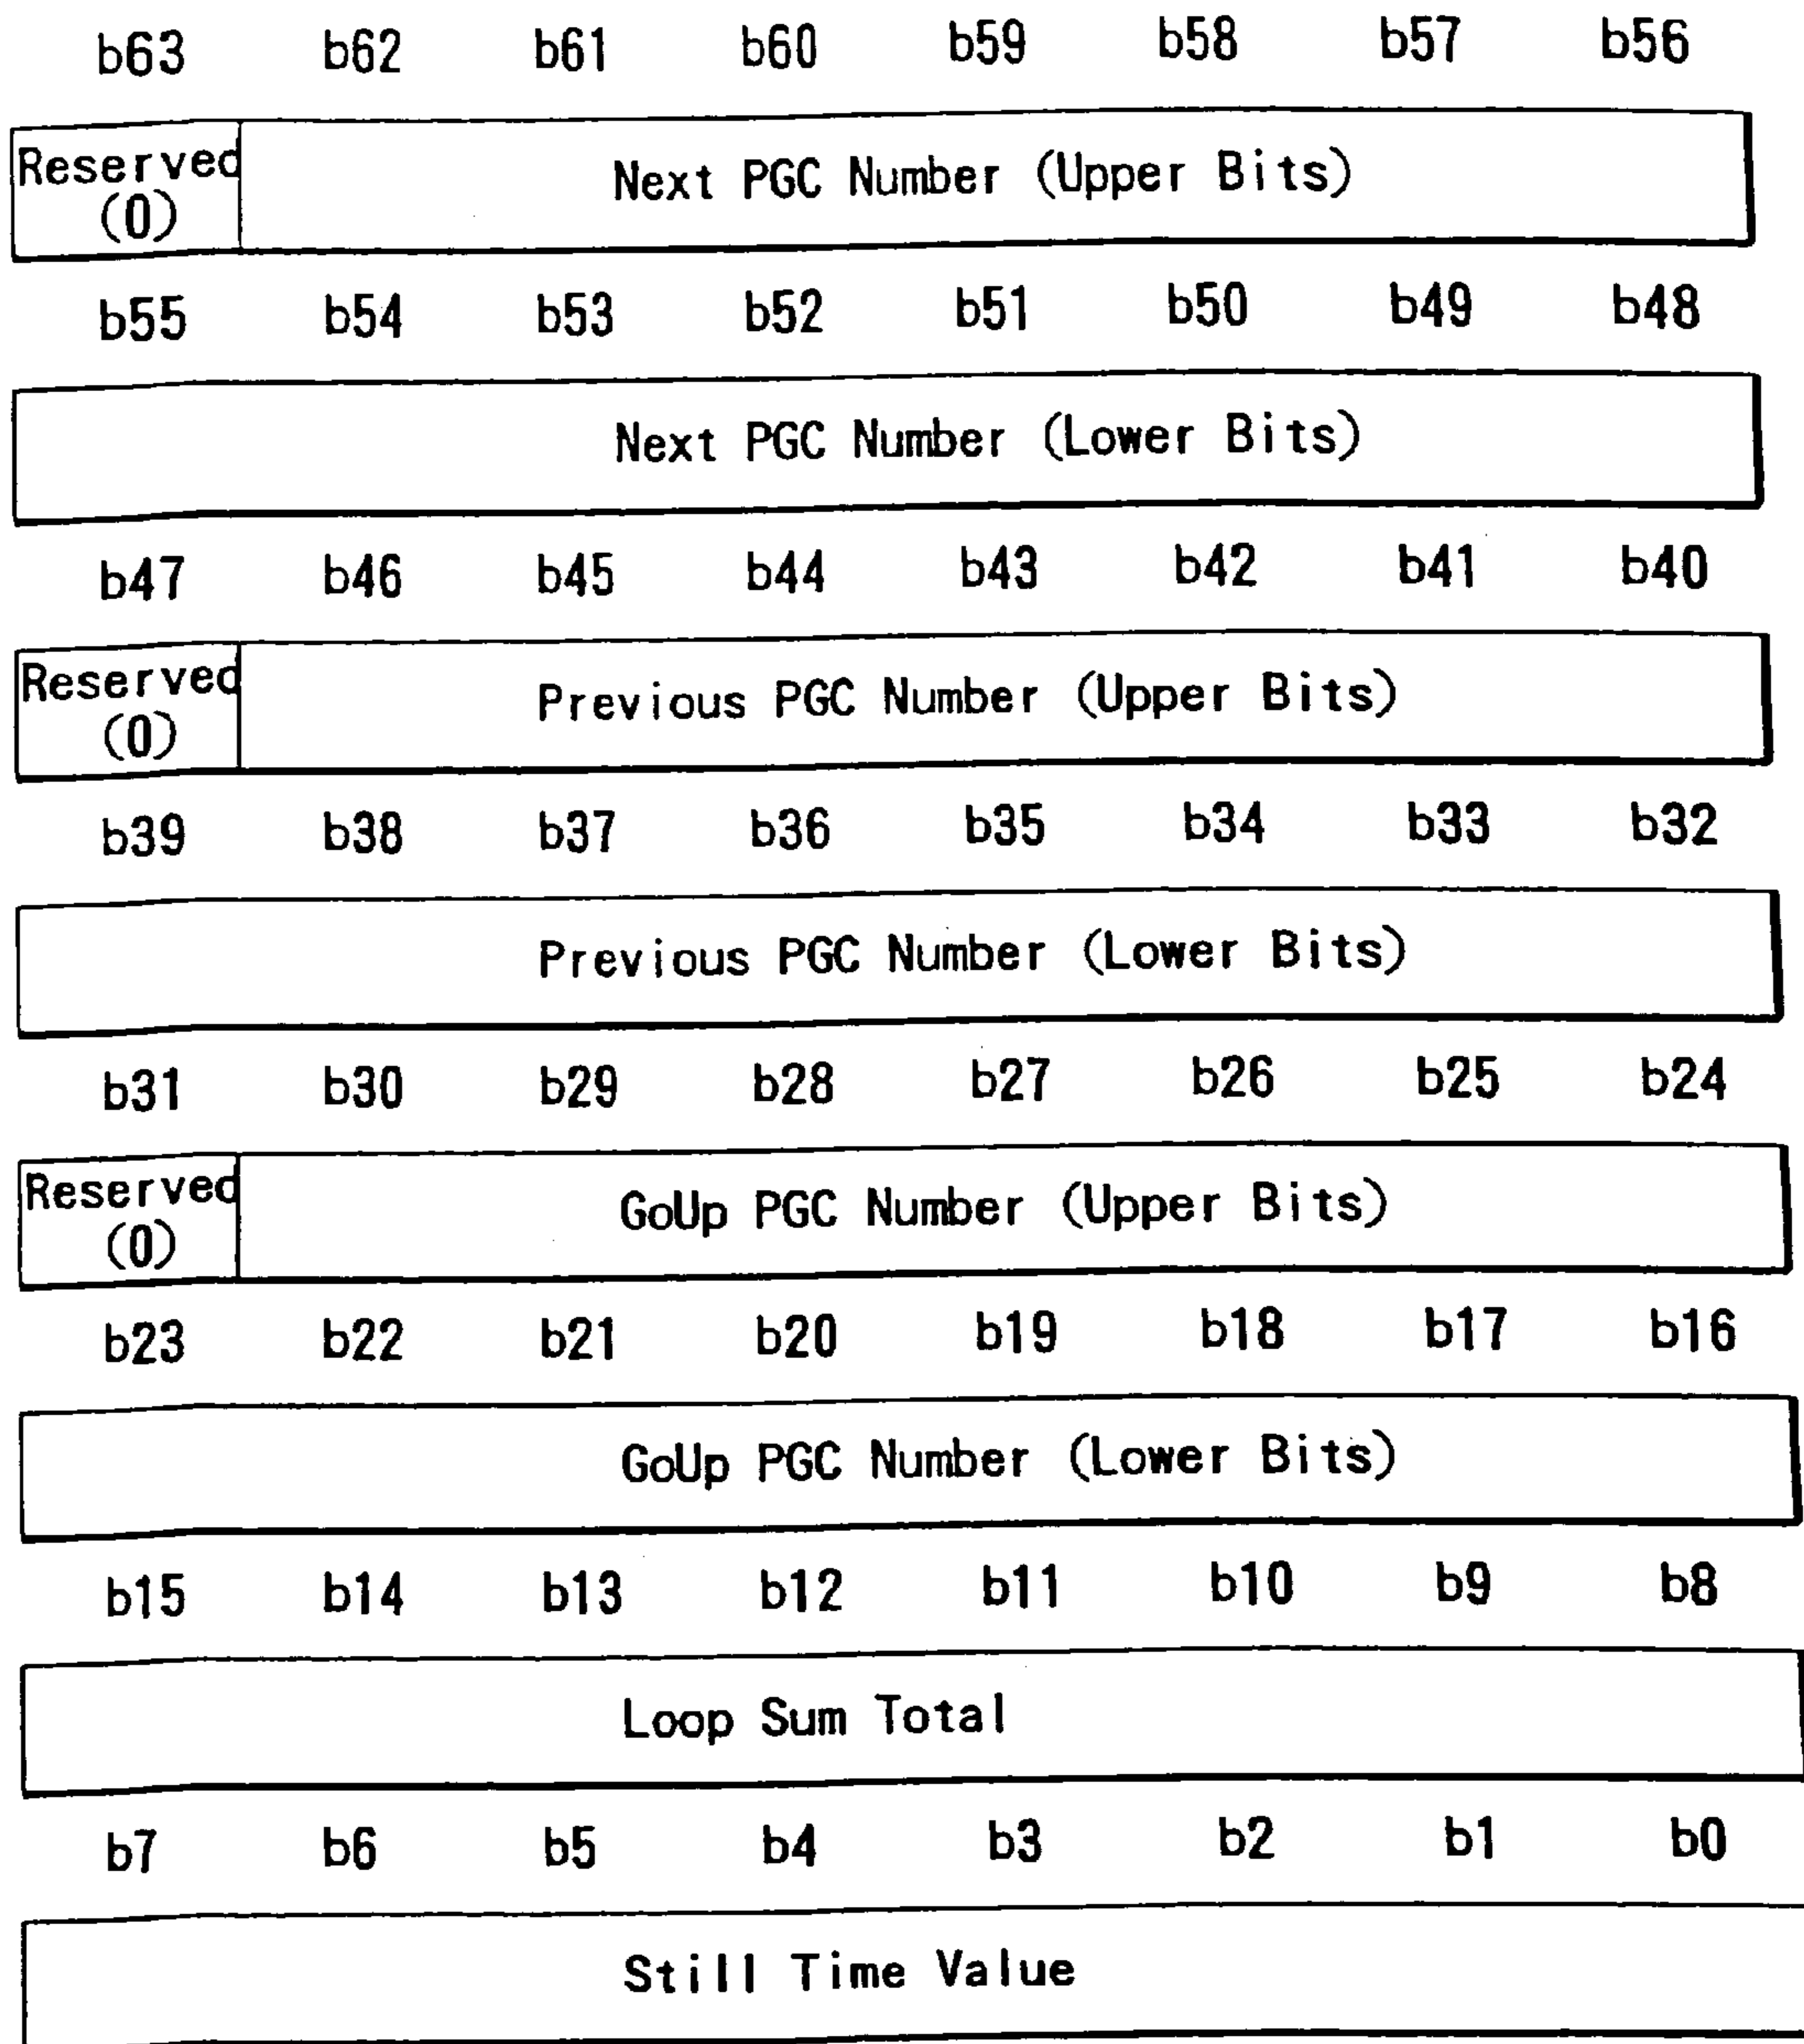 b63 b62 b61 b60 b59 b58 b57 b56
Reserved
(0)
Next PGC Number (Upper Bits)
b55 b54 b53 b52 b51 b50 b49 b48
Next PGC Number (Lower Bits)
b47 b46 b45 b44 b43 b42 b41 b40
Reserved
(0)
Previous PGC Number (Upper Bits)
b39 b38 b37 b36 b35 b34 b33 b32
Previous PGC Number (Lower Bits)
b31 b30 b29 b28 b27 b26 b25 b24
Reserved
(0)
GoUp PGC Number (Upper Bits)
b23 b22 b21 b20 b19 b18 b17 b16
GoUp PGC Number (Lower Bits)
b15 b14 b13 b12 b11 b10 b9 b8
Loop Sum Total
b7 b6 b5 b4 b3 b2 b1 b0
Still Time Value